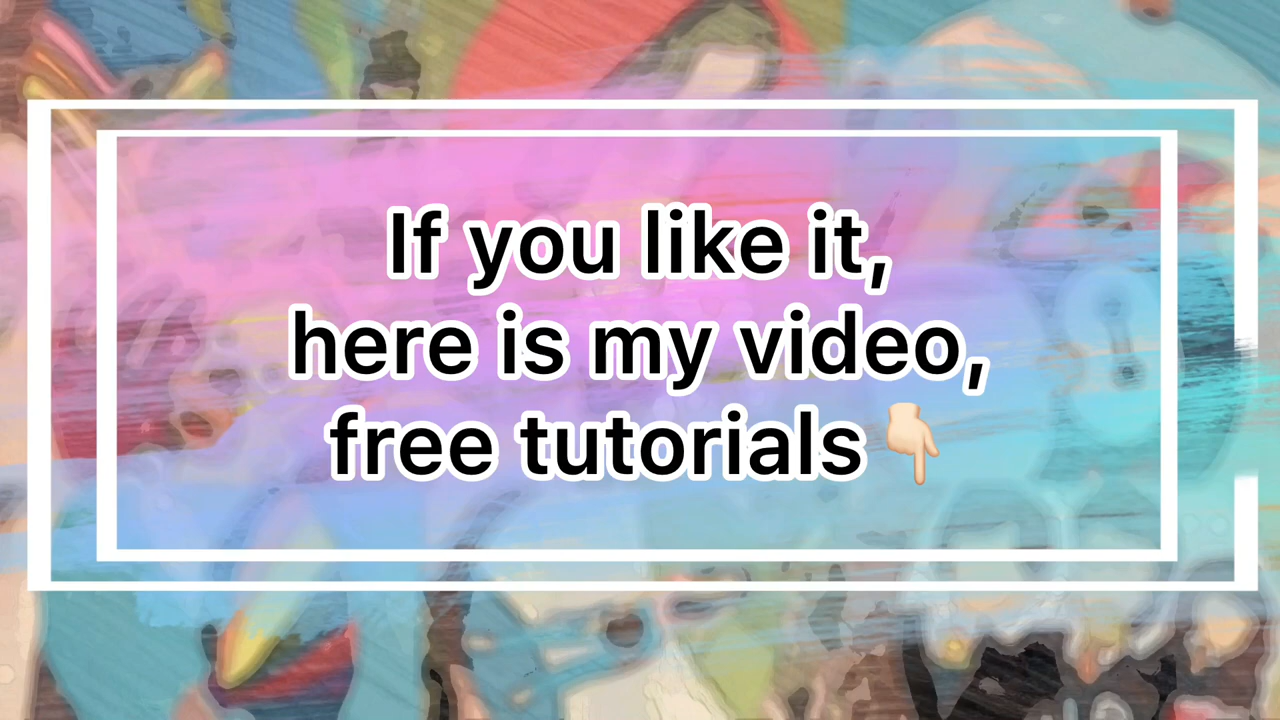 If you like it,
here is my video,
free tutorials👇🏻